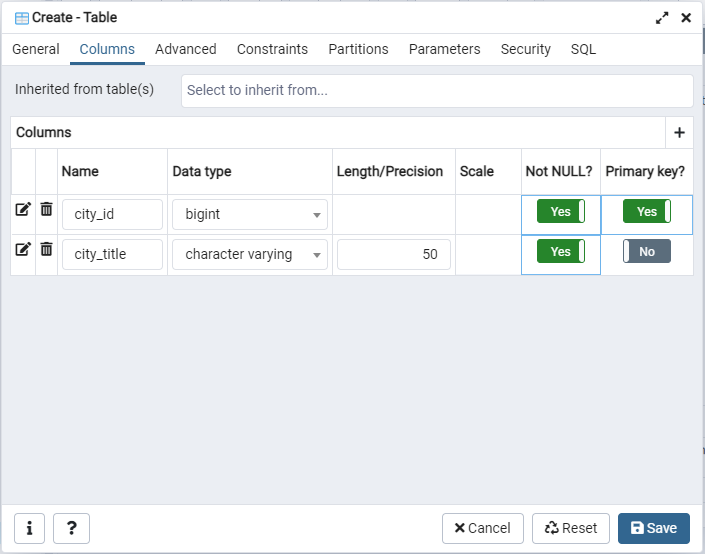 Create - Table
General Columns Advanced Constraints Partitions Parameters Security SQL
Inherited from table(s) Select to inherit from...
Columns
Name Data type Length/Precision Scale Not NULL? Primary key?
city_id bigint Yes Yes
city_title character varying 50 Yes No
i ? Cancel Reset Save